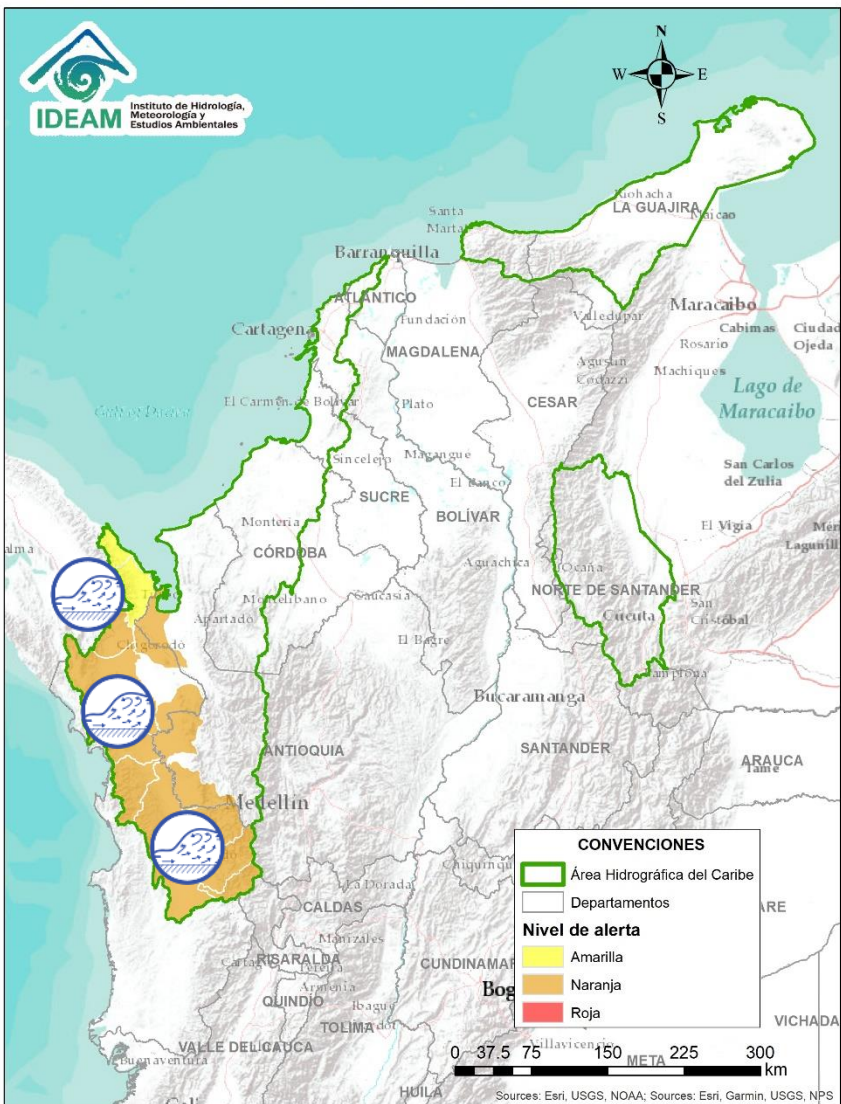 IDEAM
Instituto de Hidrología,
Meteorología y
Estudios Ambientales
N
W
E
S
Riohacha
LA GUAJIRA
Maicao
Santa
Marta
Barranquilla
ATLÁNTICO
Maracaibo
Cartagena
Fundación
Valledupar
Cabimas
Ciudad
Ojeda
Rosario
MAGDALENA
Agustín
Codazzi
Machiques
Lago de
Maracaibo
El Carmen de Bolívar
Plato
CESAR
Sincelejo
Magangué
San Carlos
del Zulia
SUCRE
El Banco
BOLÍVAR
Montería
El Vigía
CÓRDOBA
Aguachica
Ocaña
Montelíbano
Caucasia
NORTE DE SANTANDER
Apartadó
Cúcuta
San
Cristóbal
El Bagre
Chigorodó
Pamplona
Bucaramanga
ANTIOQUIA
SANTANDER
ARAUCA
Tame
Medellín
La Dorada
CALDAS
Manizales
RISARALDA
Pereira
Armenia
QUINDÍO
Ibagué
TOLIMA
VALLE DEL CAUCA
Buenaventura
HUILA
Villavicencio
META
VICHADA
CONVENCIONES
Área Hidrográfica del Caribe
Departamentos
Nivel de alerta
Amarilla
Naranja
Roja
0 37.5 75 150 225 300
km
Sources: Esri, USGS, NOAA; Sources: Esri, Garmin, USGS, NPS